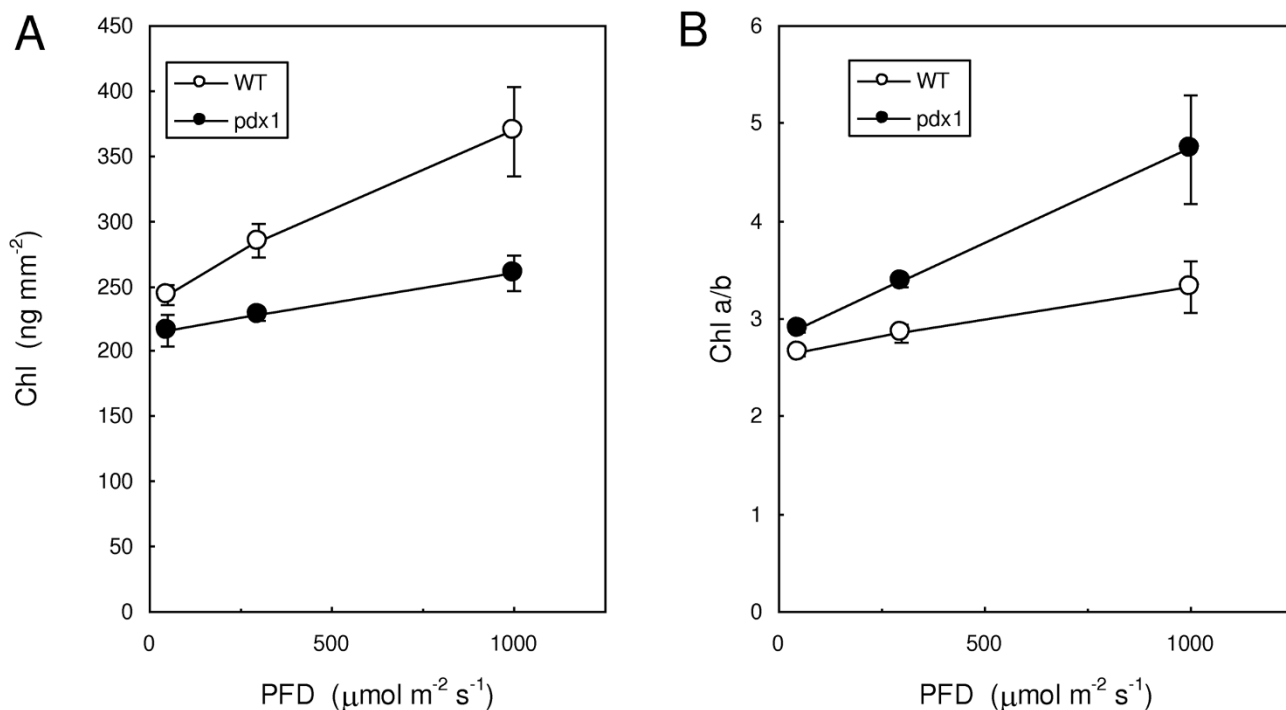 A
450
400
350
300
250
200
150
100
50
0
WT
pdx1
Chl (ng mm⁻²)
0
500
1000
PFD (μmol m⁻² s⁻¹)
B
6
5
4
3
2
1
0
WT
pdx1
Chl a/b
0
500
1000
PFD (μmol m⁻² s⁻¹)